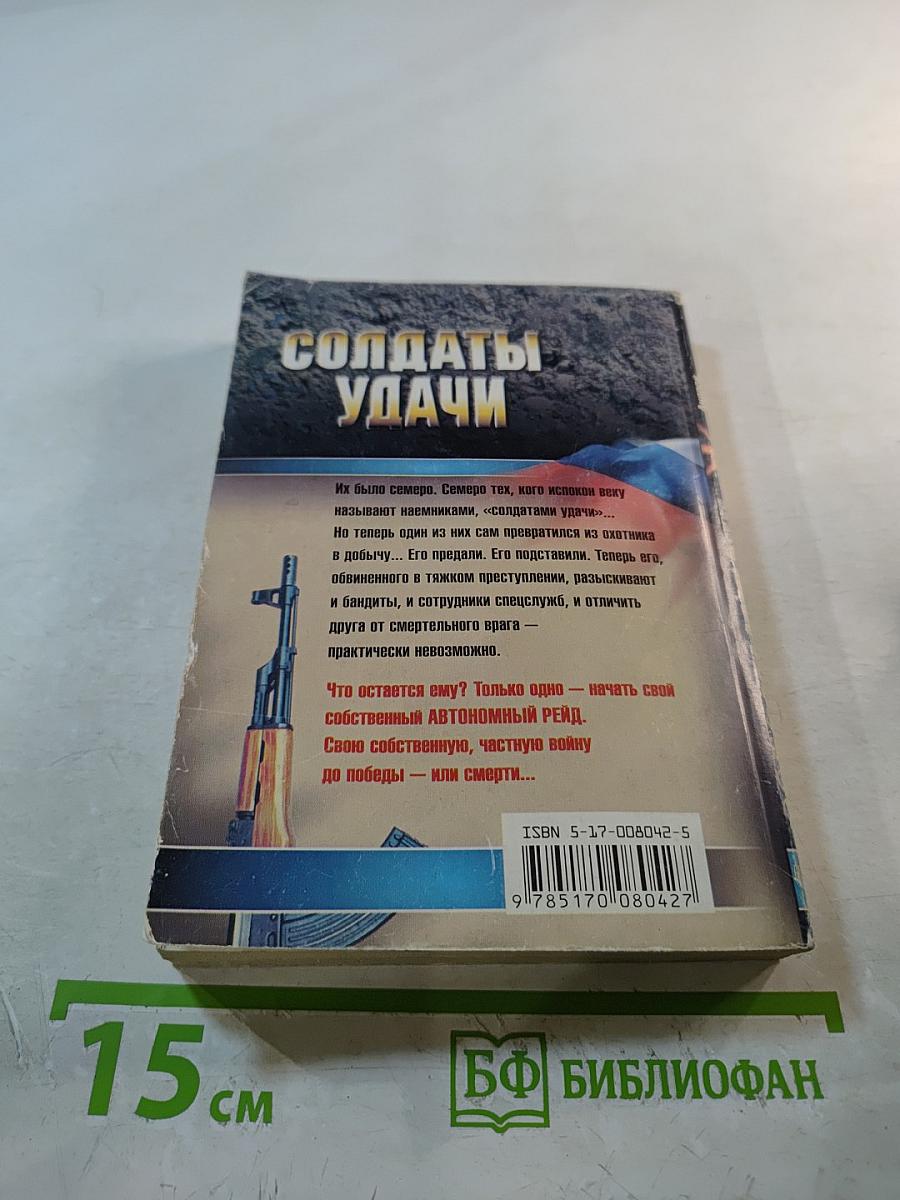 СОЛДАТЫ
УДАЧИ
Их было семеро. Семеро тех, кого испокон веку
называют наемниками, «солдатами удачи»...
Но теперь один из них сам превратился из охотника
в добычу... Его предали. Его подставили. Теперь его,
обвиненного в тяжком преступлении, разыскивают
и бандиты, и сотрудники спецслужб, и отличить
друга от смертельного врага —
практически невозможно.
Что остается ему? Только одно — начать свой
собственный АВТОНОМНЫЙ РЕЙД.
Свою собственную, частную войну
до победы — или смерти...
ISBN 5-17-008042-5
9 785170 080427
15 см
БФ БИБЛИОФАН